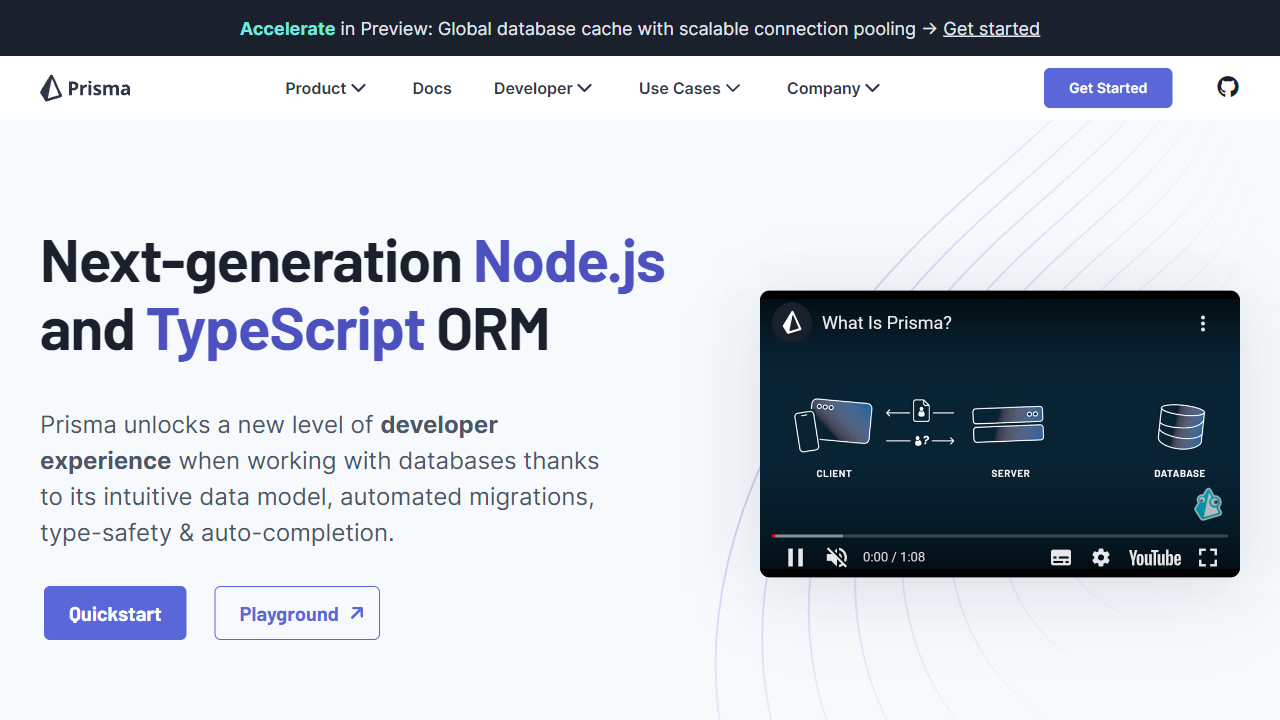 Accelerate in Preview: Global database cache with scalable connection pooling → Get started
Prisma
Product
Docs
Developer
Use Cases
Company
Get Started
Next-generation Node.js
and TypeScript ORM
Prisma unlocks a new level of developer
experience when working with databases thanks
to its intuitive data model, automated migrations,
type-safety & auto-completion.
Quickstart
Playground
What Is Prisma?
?
CLIENT
SERVER
DATABASE
0:00 / 1:08
YouTube